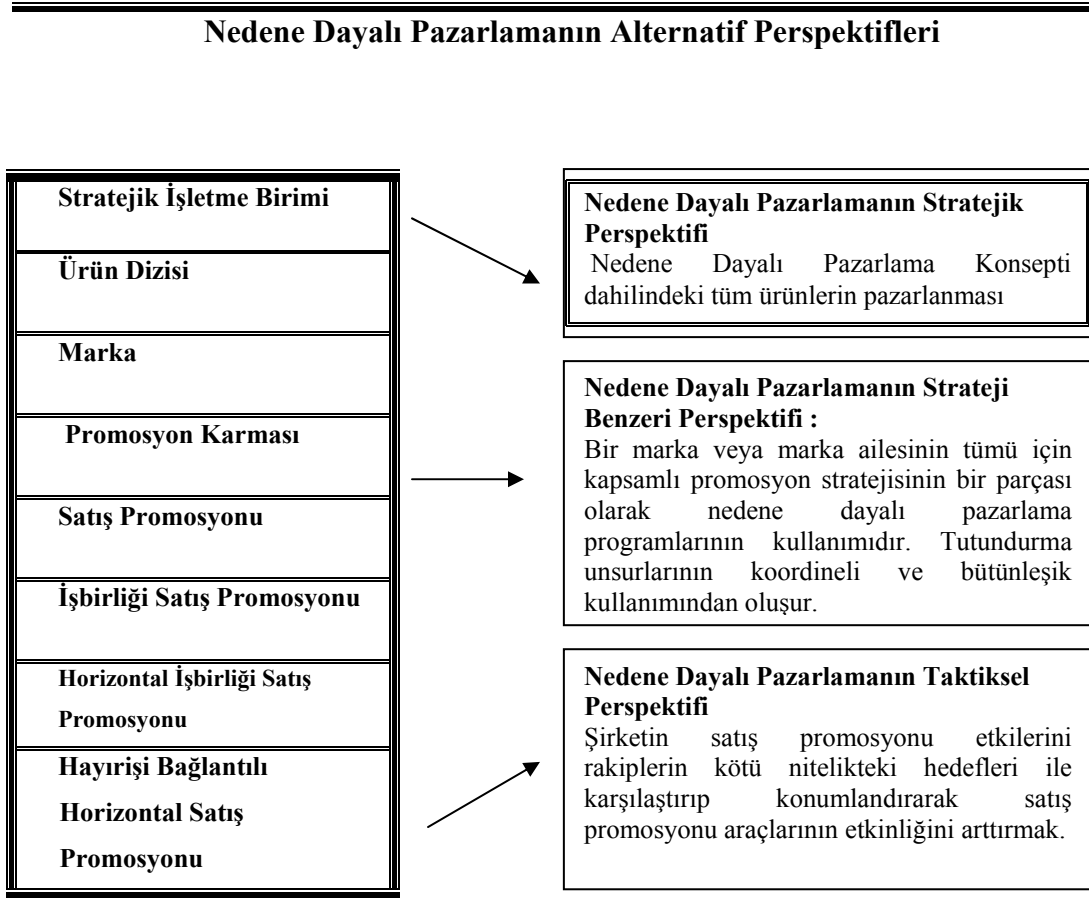 Nedene Dayalı Pazarlamanın Alternatif Perspektifleri
Stratejik İşletme Birimi
Ürün Dizisi
Marka
Promosyon Karması
Satış Promosyonu
İşbirliği Satış Promosyonu
Horizontal İşbirliği Satış
Promosyonu
Hayırişi Bağlantılı
Horizontal Satış
Promosyonu
Nedene Dayalı Pazarlamanın Stratejik
Perspektifi
Nedene Dayalı Pazarlama Konsepti
dahilindeki tüm ürünlerin pazarlanması
Nedene Dayalı Pazarlamanın Strateji
Benzeri Perspektifi :
Bir marka veya marka ailesinin tümü için
kapsamlı promosyon stratejisinin bir parçası
olarak nedene dayalı pazarlama
programlarının kullanımıdır. Tutundurma
unsurlarının koordineli ve bütünleşik
kullanımından oluşur.
Nedene Dayalı Pazarlamanın Taktiksel
Perspektifi
Şirketin satış promosyonu etkilerini
rakiplerin kötü nitelikteki hedefleri ile
karşılaştırıp konumlandırarak satış
promosyonu araçlarının etkinliğini arttırmak.